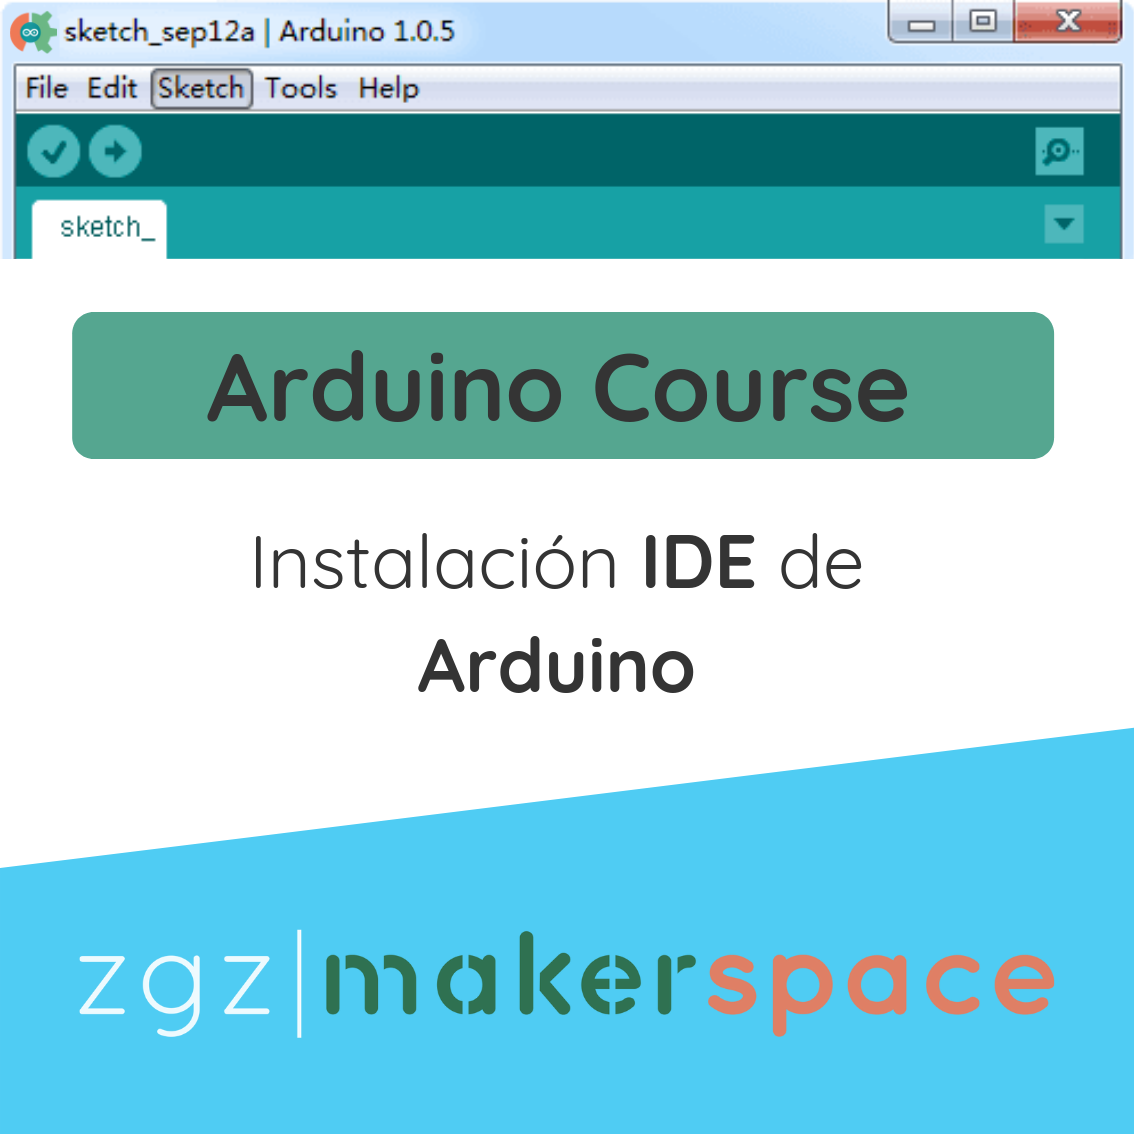 sketch_sep12a | Arduino 1.0.5
File Edit Sketch Tools Help
sketch_
Arduino Course
Instalación IDE de
Arduino
zgz|makerspace